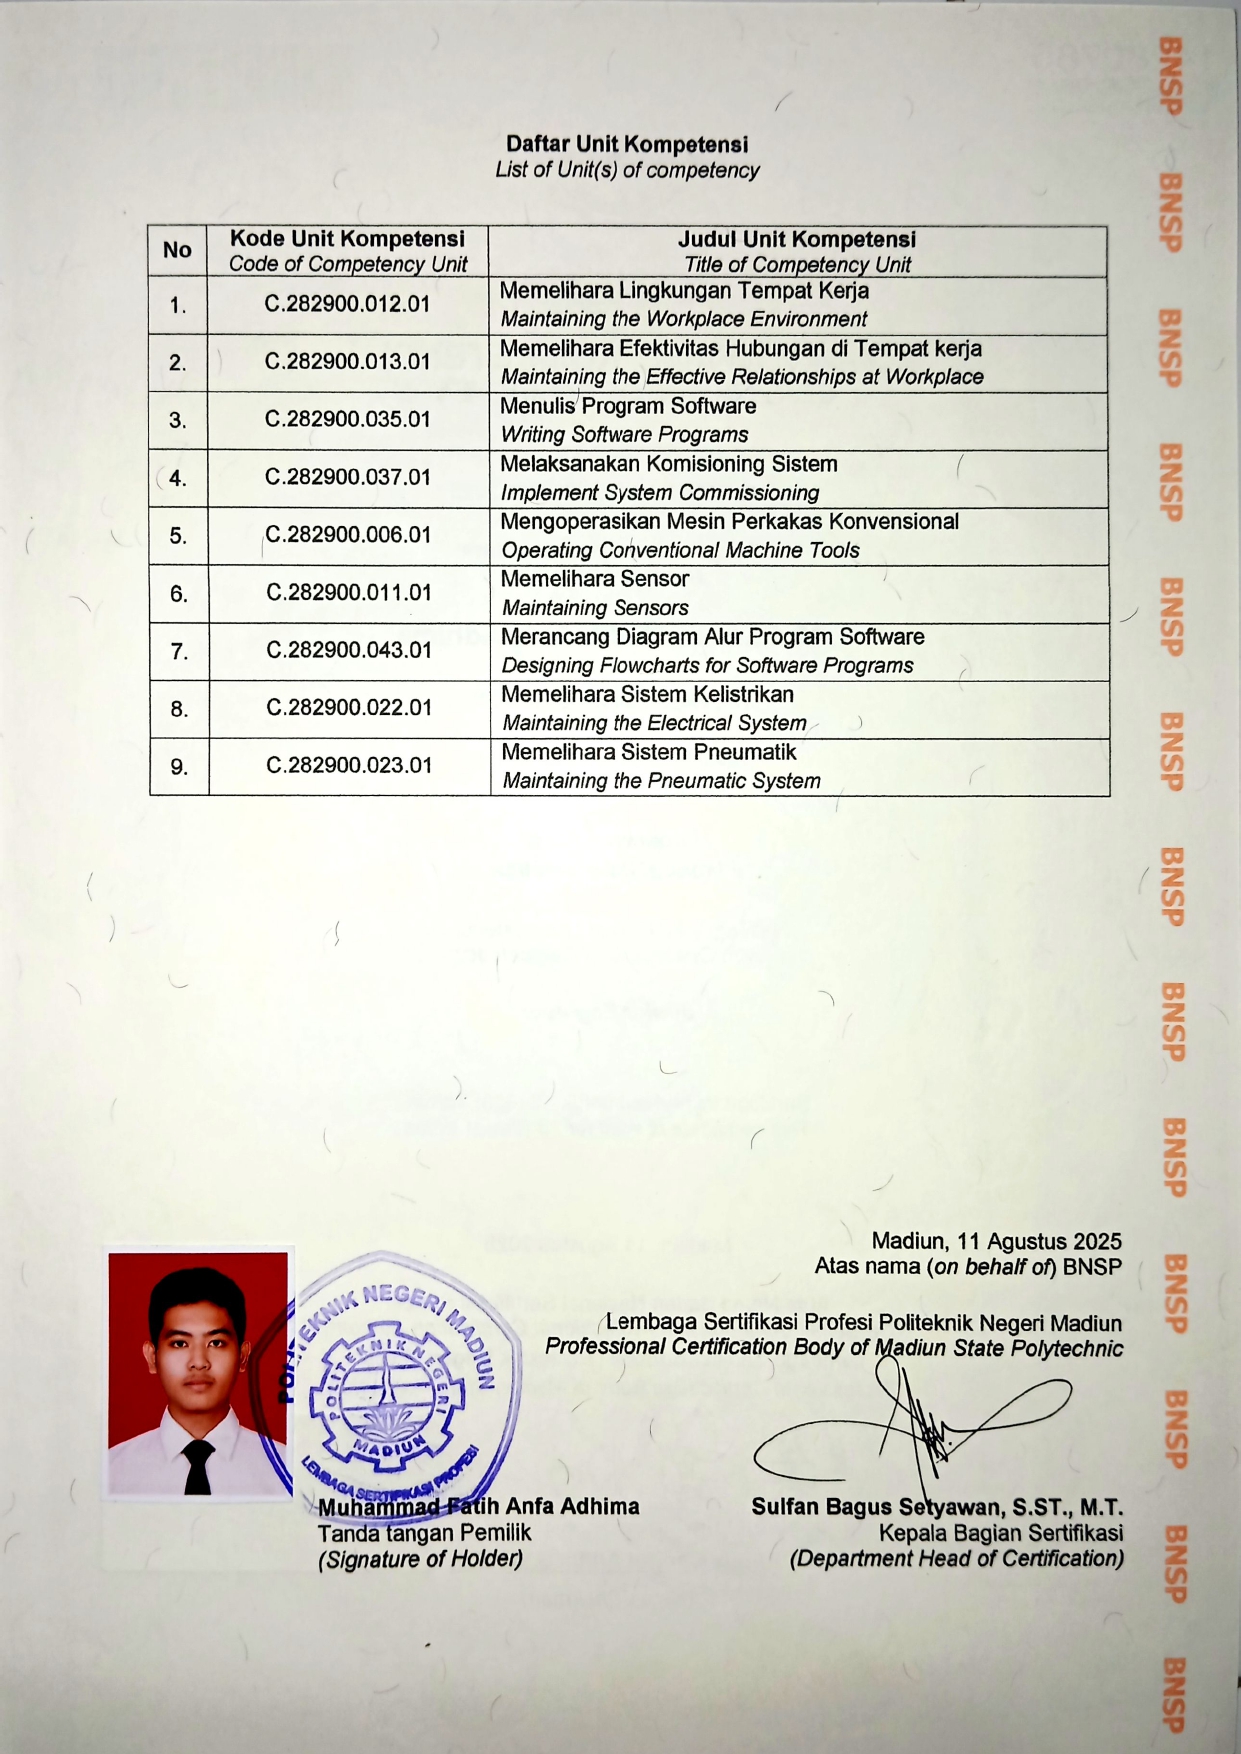 Daftar Unit Kompetensi
List of Unit(s) of competency
No
Kode Unit Kompetensi
Code of Competency Unit
Judul Unit Kompetensi
Title of Competency Unit
1.
C.282900.012.01
Memelihara Lingkungan Tempat Kerja
Maintaining the Workplace Environment
2.
C.282900.013.01
Memelihara Efektivitas Hubungan di Tempat kerja
Maintaining the Effective Relationships at Workplace
3.
C.282900.035.01
Menulis Program Software
Writing Software Programs
4.
C.282900.037.01
Melaksanakan Komisioning Sistem
Implement System Commissioning
5.
C.282900.006.01
Mengoperasikan Mesin Perkakas Konvensional
Operating Conventional Machine Tools
6.
C.282900.011.01
Memelihara Sensor
Maintaining Sensors
7.
C.282900.043.01
Merancang Diagram Alur Program Software
Designing Flowcharts for Software Programs
8.
C.282900.022.01
Memelihara Sistem Kelistrikan
Maintaining the Electrical System
9.
C.282900.023.01
Memelihara Sistem Pneumatik
Maintaining the Pneumatic System
Madiun, 11 Agustus 2025
Atas nama (on behalf of) BNSP
Lembaga Sertifikasi Profesi Politeknik Negeri Madiun
Professional Certification Body of Madiun State Polytechnic
POLITEKNIK NEGERI MADIUN
POLITEKNIK NEGERI
MADIUN
LEMBAGA SERTIFIKASI PROFESI
Muhammad Fatih Anfa Adhima
Tanda tangan Pemilik
(Signature of Holder)
Sulfan Bagus Setyawan, S.ST., M.T.
Kepala Bagian Sertifikasi
(Department Head of Certification)
BNSP
BNSP
BNSP
BNSP
BNSP
BNSP
BNSP
BNSP
BNSP
BNSP
BNSP
BNSP
BNSP